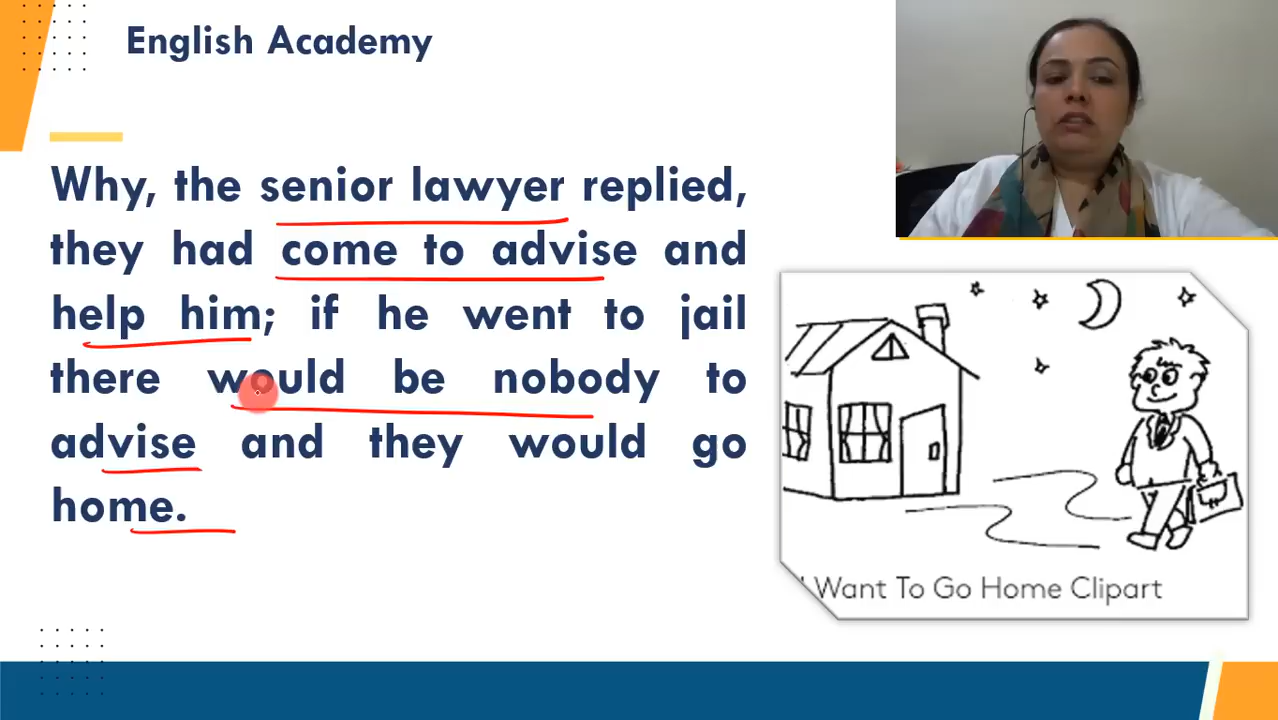 English Academy
Why, the senior lawyer replied,
they had come to advise and
help him; if he went to jail
there would be nobody to
advise and they would go
home.
Want To Go Home Clipart